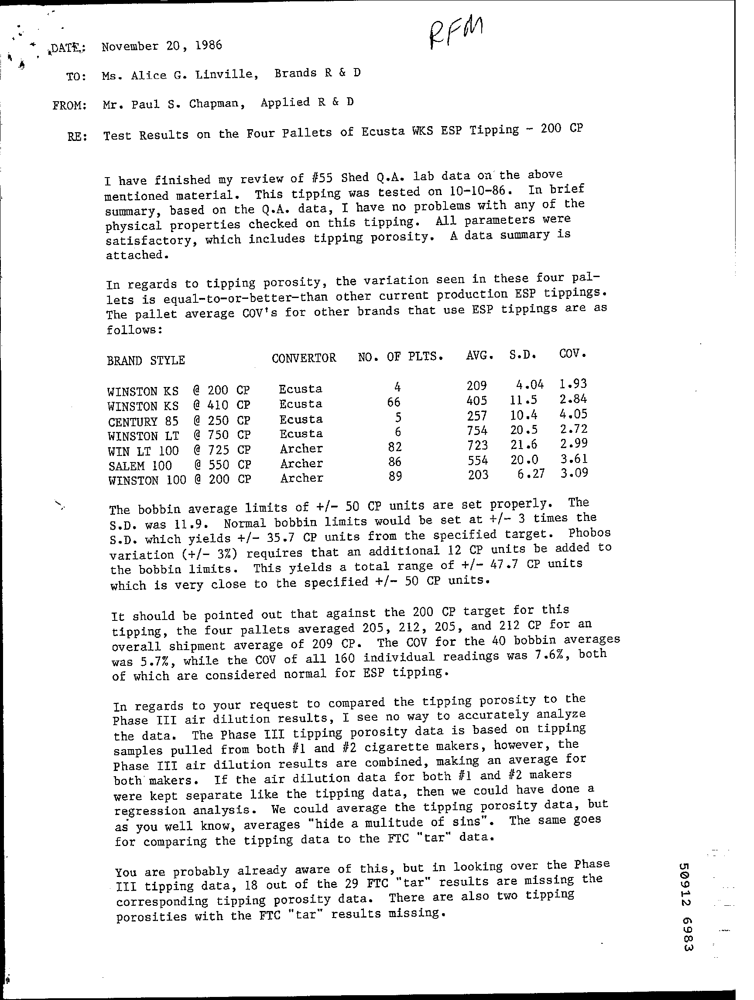 RFM
DATE: November 20, 1986
TO: Ms. Alice G. Linville, Brands R & D
FROM: Mr. Paul S. Chapman, Applied R & D
RE: Test Results on the Four Pallets of Ecusta WKS ESP Tipping - 200 CP
I have finished my review of #55 Shed Q.A. lab data on the above
mentioned material. This tipping was tested on 10-10-86. In brief
summary, based on the Q.A. data, I have no problems with any of the
physical properties checked on this tipping. All parameters were
satisfactory, which includes tipping porosity. A data summary is
attached.
In regards to tipping porosity, the variation seen in these four pal-
lets is equal-to-or-better-than other current production ESP tippings.
The pallet average COV's for other brands that use ESP tippings are as
follows:
BRAND STYLE CONVERTOR NO. OF PLTS. AVG. S.D. COV.
WINSTON KS @ 200 CP Ecusta 4 209 4.04 1.93
WINSTON KS @ 410 CP Ecusta 66 405 11.5 2.84
CENTURY 85 @ 250 CP Ecusta 5 257 10.4 4.05
WINSTON LT @ 750 CP Ecusta 6 754 20.5 2.72
WIN LT 100 @ 725 CP Archer 82 723 21.6 2.99
SALEM 100 @ 550 CP Archer 86 554 20.0 3.61
WINSTON 100 @ 200 CP Archer 89 203 6.27 3.09
The bobbin average limits of +/- 50 CP units are set properly. The
S.D. was 11.9. Normal bobbin limits would be set at +/- 3 times the
S.D. which yields +/- 35.7 CP units from the specified target. Phobos
variation (+/- 3%) requires that an additional 12 CP units be added to
the bobbin limits. This yields a total range of +/- 47.7 CP units
which is very close to the specified +/- 50 CP units.
It should be pointed out that against the 200 CP target for this
tipping, the four pallets averaged 205, 212, 205, and 212 CP for an
overall shipment average of 209 CP. The COV for the 40 bobbin averages
was 5.7%, while the COV of all 160 individual readings was 7.6%, both
of which are considered normal for ESP tipping.
In regards to your request to compared the tipping porosity to the
Phase III air dilution results, I see no way to accurately analyze
the data. The Phase III tipping porosity data is based on tipping
samples pulled from both #1 and #2 cigarette makers, however, the
Phase III air dilution results are combined, making an average for
both makers. If the air dilution data for both #1 and #2 makers
were kept separate like the tipping data, then we could have done a
regression analysis. We could average the tipping porosity data, but
as you well know, averages "hide a mulitude of sins". The same goes
for comparing the tipping data to the FTC "tar" data.
You are probably already aware of this, but in looking over the Phase
III tipping data, 18 out of the 29 FTC "tar" results are missing the
corresponding tipping porosity data. There are also two tipping
porosities with the FTC "tar" results missing.
50912 6983